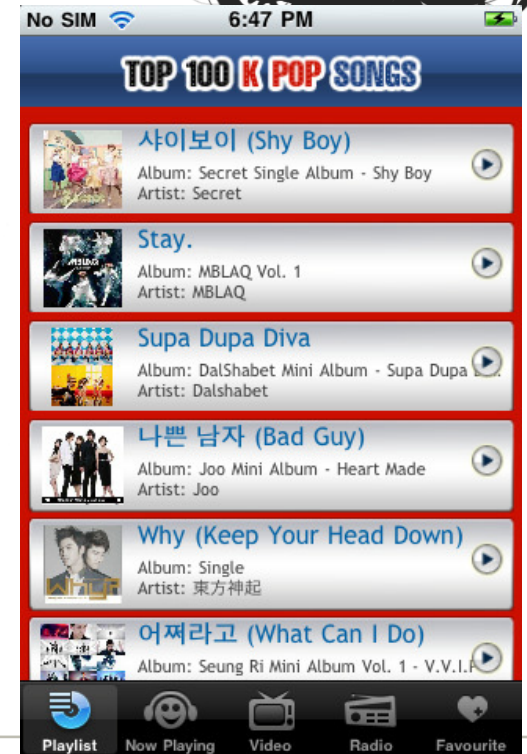 No SIM 6:47 PM
TOP 100 K POP SONGS
샤이보이 (Shy Boy)
Album: Secret Single Album - Shy Boy
Artist: Secret
Stay.
Album: MBLAQ Vol. 1
Artist: MBLAQ
MBLAQ
Supa Dupa Diva
Album: DalShabet Mini Album - Supa Dupa
Artist: Dalshabet
나쁜 남자 (Bad Guy)
Album: Joo Mini Album - Heart Made
Artist: Joo
Why (Keep Your Head Down)
Album: Single
Artist: 東方神起
WHY?
어쩌라고 (What Can I Do)
Album: Seung Ri Mini Album Vol. 1 - V.V.I.P
Playlist Now Playing Video Radio Favourite